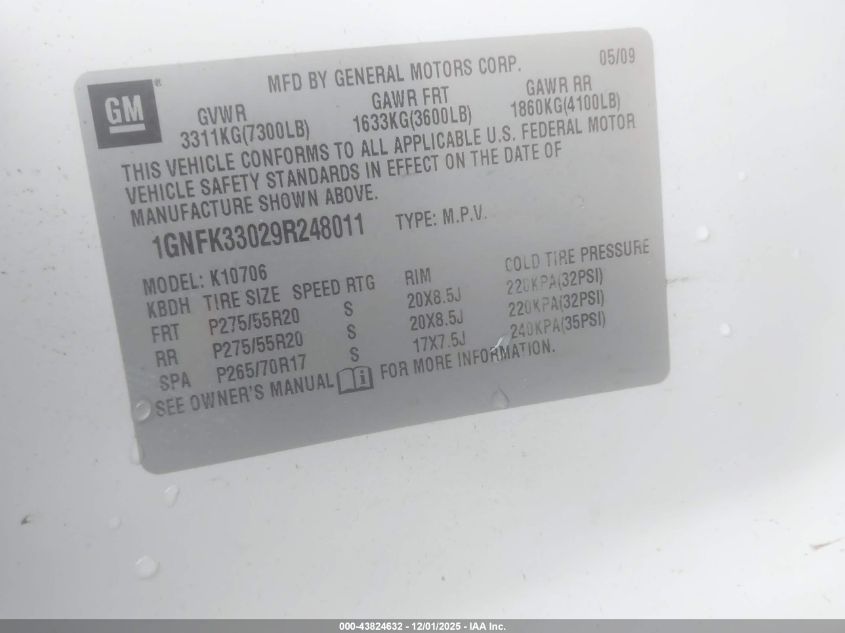 GM ®
MFD BY GENERAL MOTORS CORP. 05/09
GVWR GAWR FRT GAWR RR
3311KG(7300LB) 1633KG(3600LB) 1860KG(4100LB)
THIS VEHICLE CONFORMS TO ALL APPLICABLE U.S. FEDERAL MOTOR
VEHICLE SAFETY STANDARDS IN EFFECT ON THE DATE OF
MANUFACTURE SHOWN ABOVE.
1GNFK33029R248011 TYPE: M.P.V.
MODEL: K10706
KBDH TIRE SIZE SPEED RTG RIM COLD TIRE PRESSURE
FRT P275/55R20 S 20X8.5J 220KPA(32PSI)
RR P275/55R20 S 20X8.5J 220KPA(32PSI)
SPA P265/70R17 S 17X7.5J 240KPA(35PSI)
SEE OWNER'S MANUAL i FOR MORE INFORMATION.
000-43824632 - 12/01/2025 - IAA Inc.